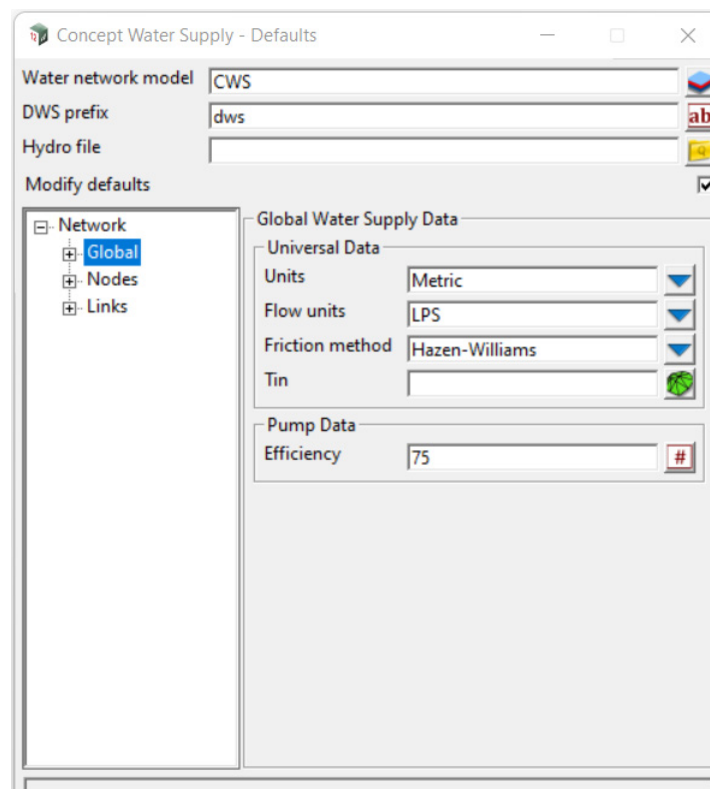 Concept Water Supply - Defaults
Water network model CWS
DWS prefix dws ab
Hydro file
Modify defaults
Network
Global
Nodes
Links
Global Water Supply Data
Universal Data
Units Metric
Flow units LPS
Friction method Hazen-Williams
Tin
Pump Data
Efficiency 75 #